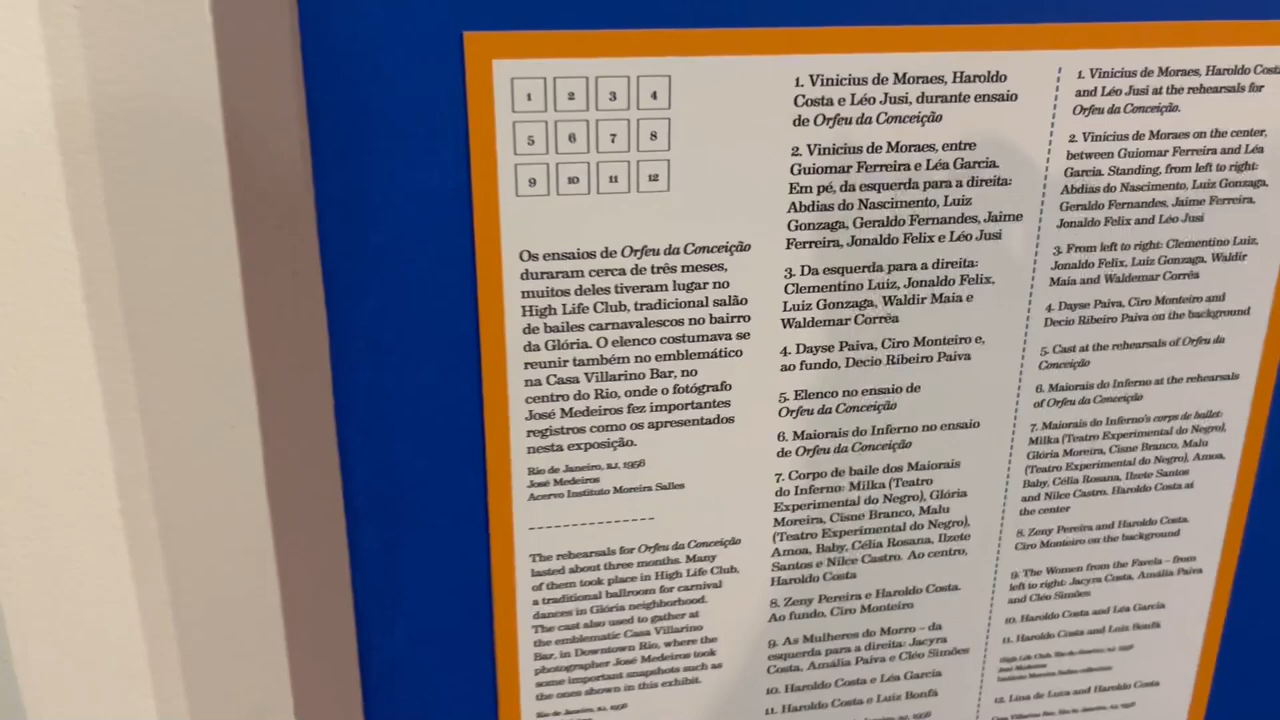 1 2 3 4
5 6 7 8
9 10 11 12
Os ensaios de Orfeu da Conceição
duraram cerca de três meses,
muitos deles tiveram lugar no
High Life Club, tradicional salão
de bailes carnavalescos no bairro
da Glória. O elenco costumava se
reunir também no emblemático
na Casa Villarino Bar, no
centro do Rio, onde o fotógrafo
José Medeiros fez importantes
registros como os apresentados
nesta exposição.
Rio de Janeiro, RJ, 1956
José Medeiros
Acervo Instituto Moreira Salles
The rehearsals for Orfeu da Conceição
lasted about three months. Many
of them took place in High Life Club,
a traditional ballroom for carnival
dances in Glória neighborhood.
The cast also used to gather at
the emblematic Casa Villarino
Bar, in Downtown Rio, where the
photographer José Medeiros took
some important snapshots such as
the ones shown in this exhibit.
Rio de Janeiro, RJ, 1956
1. Vinicius de Moraes, Haroldo
Costa e Léo Jusi, durante ensaio
de Orfeu da Conceição
2. Vinicius de Moraes, entre
Guiomar Ferreira e Léa Garcia.
Em pé, da esquerda para a direita:
Abdias do Nascimento, Luiz
Gonzaga, Geraldo Fernandes, Jaime
Ferreira, Jonaldo Felix e Léo Jusi
3. Da esquerda para a direita:
Clementino Luiz, Jonaldo Felix,
Luiz Gonzaga, Waldir Maia e
Waldemar Corrêa
4. Dayse Paiva, Ciro Monteiro e,
ao fundo, Decio Ribeiro Paiva
5. Elenco no ensaio de
Orfeu da Conceição
6. Maiorais do Inferno no ensaio
de Orfeu da Conceição
7. Corpo de baile dos Maiorais
do Inferno: Milka (Teatro
Experimental do Negro), Glória
Moreira, Cisne Branco, Malu
(Teatro Experimental do Negro),
Amoa, Baby, Célia Rosana, Ilzete
Santos e Nilce Castro. Ao centro,
Haroldo Costa
8. Zeny Pereira e Haroldo Costa.
Ao fundo, Ciro Monteiro
9. As Mulheres do Morro – da
esquerda para a direita: Jacyra
Costa, Amália Paiva e Cléo Simões
10. Haroldo Costa e Léa Garcia
11. Haroldo Costa e Luiz Bonfá
1. Vinicius de Moraes, Haroldo Cost
and Léo Jusi at the rehearsals for
Orfeu da Conceição.
2. Vinicius de Moraes on the center,
between Guiomar Ferreira and Léa
Garcia. Standing, from left to right:
Abdias do Nascimento, Luiz Gonzaga,
Geraldo Fernandes, Jaime Ferreira,
Jonaldo Felix and Léo Jusi
3. From left to right: Clementino Luiz,
Jonaldo Felix, Luiz Gonzaga, Waldir
Maia and Waldemar Corrêa
4. Dayse Paiva, Ciro Monteiro and
Decio Ribeiro Paiva on the background
5. Cast at the rehearsals of Orfeu da
Conceição
6. Maiorais do Inferno at the rehearsals
of Orfeu da Conceição
7. Maiorais do Inferno's corps de ballet:
Milka (Teatro Experimental do Negro),
Glória Moreira, Cisne Branco, Malu
(Teatro Experimental do Negro), Amoa,
Baby, Célia Rosana, Ilzete Santos
and Nilce Castro. Haroldo Costa at
the center
8. Zeny Pereira and Haroldo Costa.
Ciro Monteiro on the background
9. The Women from the Favela – from
left to right: Jacyra Costa, Amália Paiva
and Cléo Simões
10. Haroldo Costa and Léa Garcia
11. Haroldo Costa and Luiz Bonfá
High Life Club, Rio de Janeiro, RJ, 1956
José Medeiros
Instituto Moreira Salles collection
12. Lina de Luca and Haroldo Costa